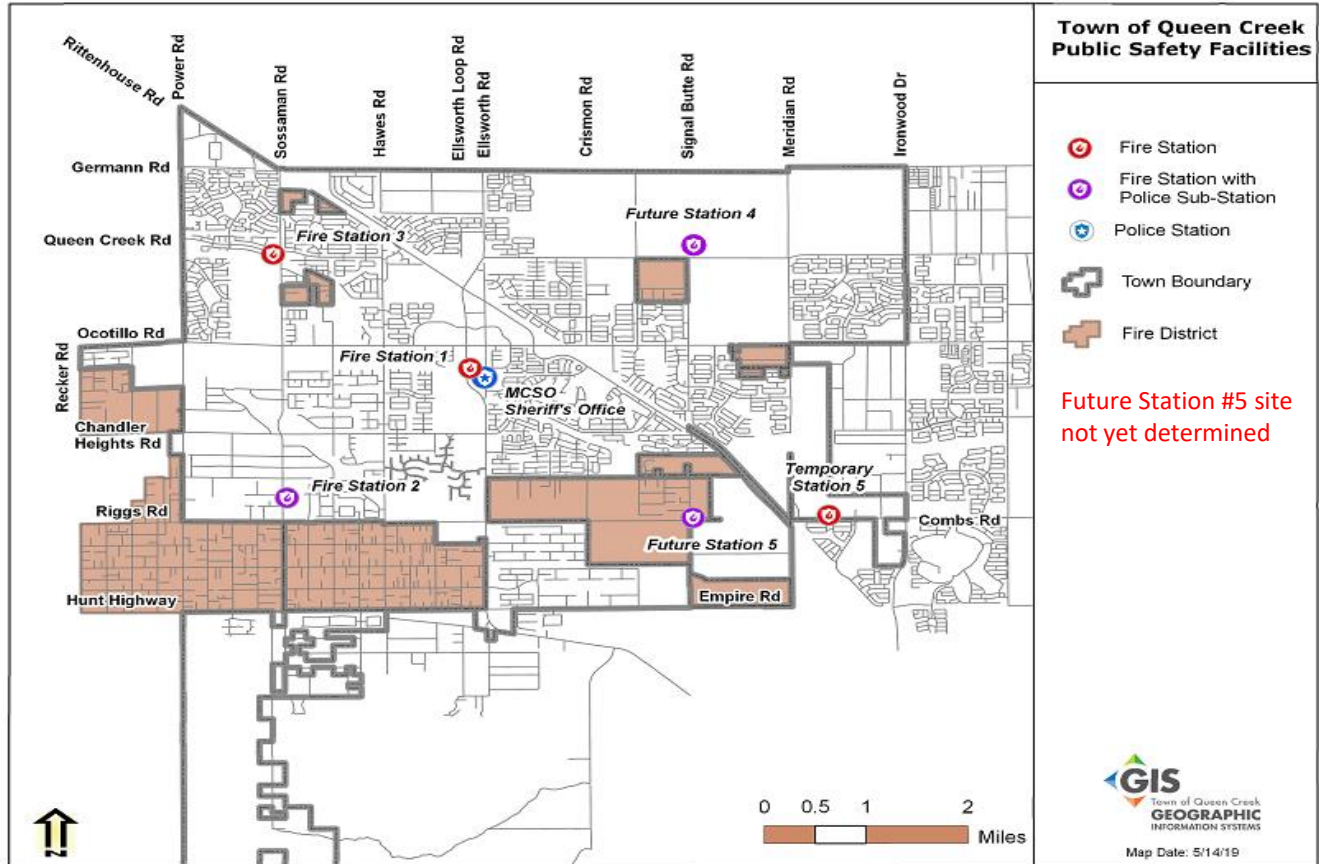 Town of Queen Creek
Public Safety Facilities
Rittenhouse Rd
Power Rd
Sossaman Rd
Hawes Rd
Ellsworth Loop Rd
Ellsworth Rd
Crismon Rd
Signal Butte Rd
Meridian Rd
Ironwood Dr
Germann Rd
Queen Creek Rd
Ocotillo Rd
Recker Rd
Chandler
Heights Rd
Riggs Rd
Hunt Highway
Combs Rd
Empire Rd
Future Station 4
Fire Station 3
Fire Station 1
MCSO
Sheriff's Office
Fire Station 2
Temporary
Station 5
Future Station 5
Fire Station
Fire Station with
Police Sub-Station
Police Station
Town Boundary
Fire District
Future Station #5 site
not yet determined
N
0 0.5 1 2
Miles
GIS
Town of Queen Creek
GEOGRAPHIC
INFORMATION SYSTEMS
Map Date: 5/14/19